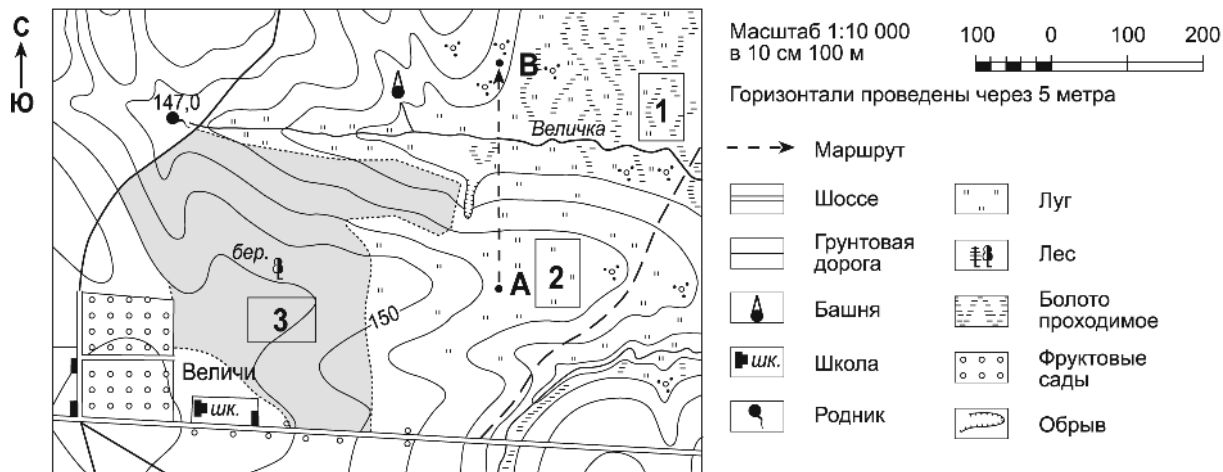 С
Ю
147,0
В
1
Величка
А
2
бер.
3
150
Величи
шк.
Масштаб 1:10 000
в 10 см 100 м
100 0 100 200
Горизонтали проведены через 5 метра
Маршрут
Шоссе
Луг
Грунтовая
дорога
Лес
Башня
Болото
проходимое
шк.
Школа
Фруктовые
сады
Родник
Обрыв